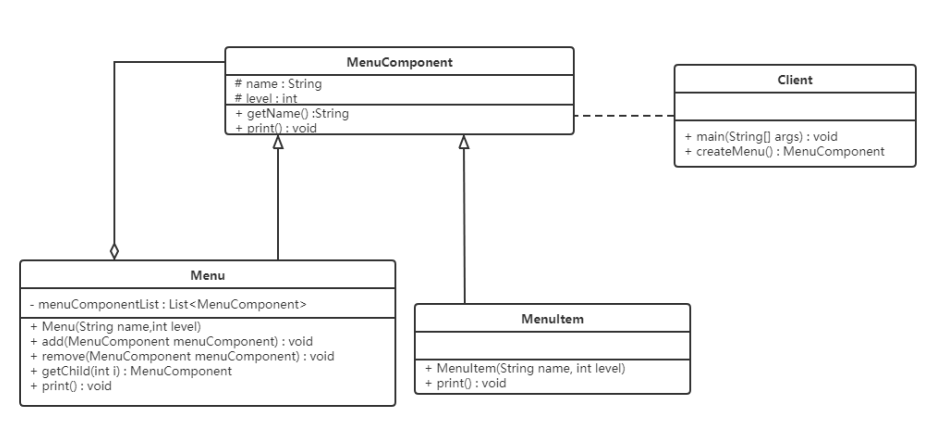 MenuComponent
# name : String
# level : int
+ getName() :String
+ print() : void
Client
+ main(String[] args) : void
+ createMenu() : MenuComponent
Menu
- menuComponentList : List<MenuComponent>
+ Menu(String name,int level)
+ add(MenuComponent menuComponent) : void
+ remove(MenuComponent menuComponent) : void
+ getChild(int i) : MenuComponent
+ print() : void
MenuItem
+ MenuItem(String name, int level)
+ print() : void